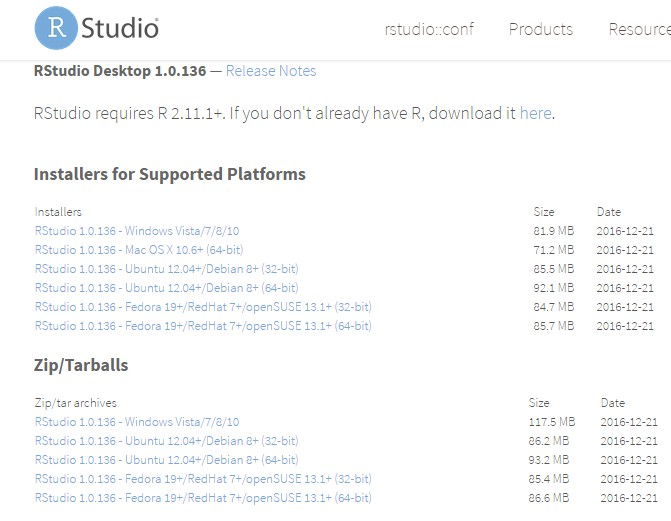 R Studio®
rstudio::conf Products Resource
RStudio Desktop 1.0.136 — Release Notes
RStudio requires R 2.11.1+. If you don't already have R, download it here.
Installers for Supported Platforms
Installers Size Date
RStudio 1.0.136 - Windows Vista/7/8/10 81.9 MB 2016-12-21
RStudio 1.0.136 - Mac OS X 10.6+ (64-bit) 71.2 MB 2016-12-21
RStudio 1.0.136 - Ubuntu 12.04+/Debian 8+ (32-bit) 85.5 MB 2016-12-21
RStudio 1.0.136 - Ubuntu 12.04+/Debian 8+ (64-bit) 92.1 MB 2016-12-21
RStudio 1.0.136 - Fedora 19+/RedHat 7+/openSUSE 13.1+ (32-bit) 84.7 MB 2016-12-21
RStudio 1.0.136 - Fedora 19+/RedHat 7+/openSUSE 13.1+ (64-bit) 85.7 MB 2016-12-21
Zip/Tarballs
Zip/tar archives Size Date
RStudio 1.0.136 - Windows Vista/7/8/10 117.5 MB 2016-12-21
RStudio 1.0.136 - Ubuntu 12.04+/Debian 8+ (32-bit) 86.2 MB 2016-12-21
RStudio 1.0.136 - Ubuntu 12.04+/Debian 8+ (64-bit) 93.2 MB 2016-12-21
RStudio 1.0.136 - Fedora 19+/RedHat 7+/openSUSE 13.1+ (32-bit) 85.4 MB 2016-12-21
RStudio 1.0.136 - Fedora 19+/RedHat 7+/openSUSE 13.1+ (64-bit) 86.6 MB 2016-12-21